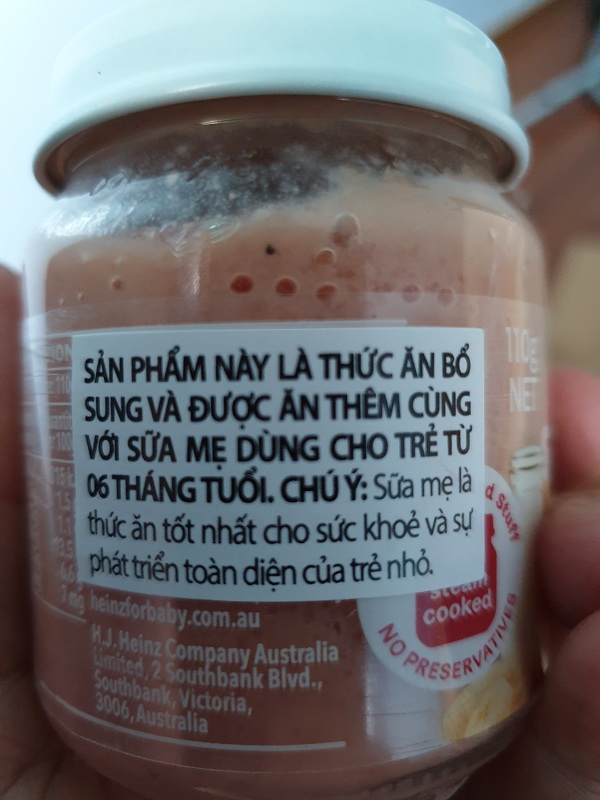 110g
NET
SẢN PHẨM NÀY LÀ THỨC ĂN BỔ
SUNG VÀ ĐƯỢC ĂN THÊM CÙNG
VỚI SỮA MẸ DÙNG CHO TRẺ TỪ
06 THÁNG TUỔI. CHÚ Ý: Sữa mẹ là
thức ăn tốt nhất cho sức khoẻ và sự
phát triển toàn diện của trẻ nhỏ.
7 mg
heinzforbaby.com.au
H.J. Heinz Company Australia
Limited, 2 Southbank Blvd.,
Southbank, Victoria,
3006, Australia
d Stuff
steam
cooked
NO PRESERVATIVES